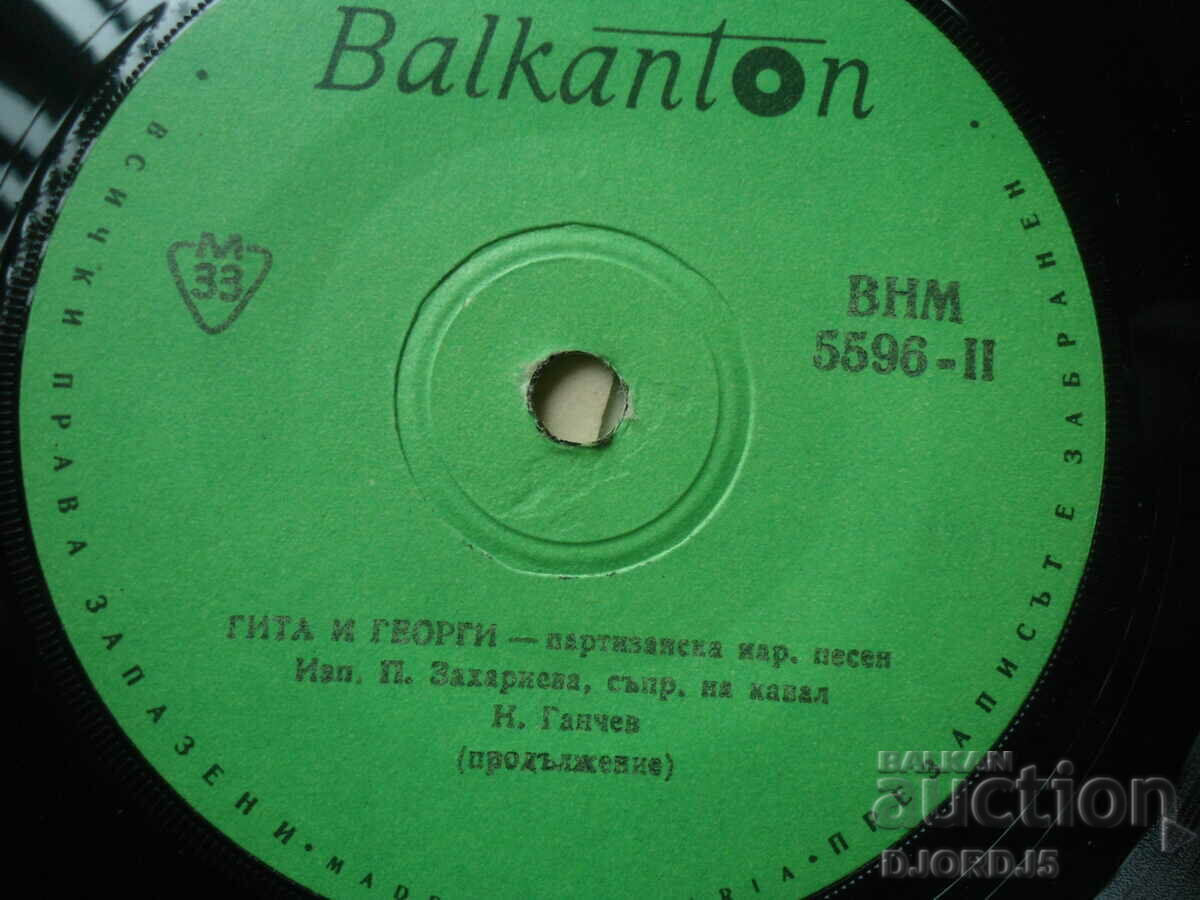 Balkanton
M
33
ВНМ
5596-II
ГИТА И ГЕОРГИ — партизанска нар. песен
Изп. П. Захариева, съпр. на кавал
Н. Ганчев
(продължение)
ВСИЧКИ ПРАВА ЗАПАЗЕНИ •
• ПРЕЗАПИСЪТ Е ЗАБРАНЕН •
BALKAN
auction
DJORDJ5